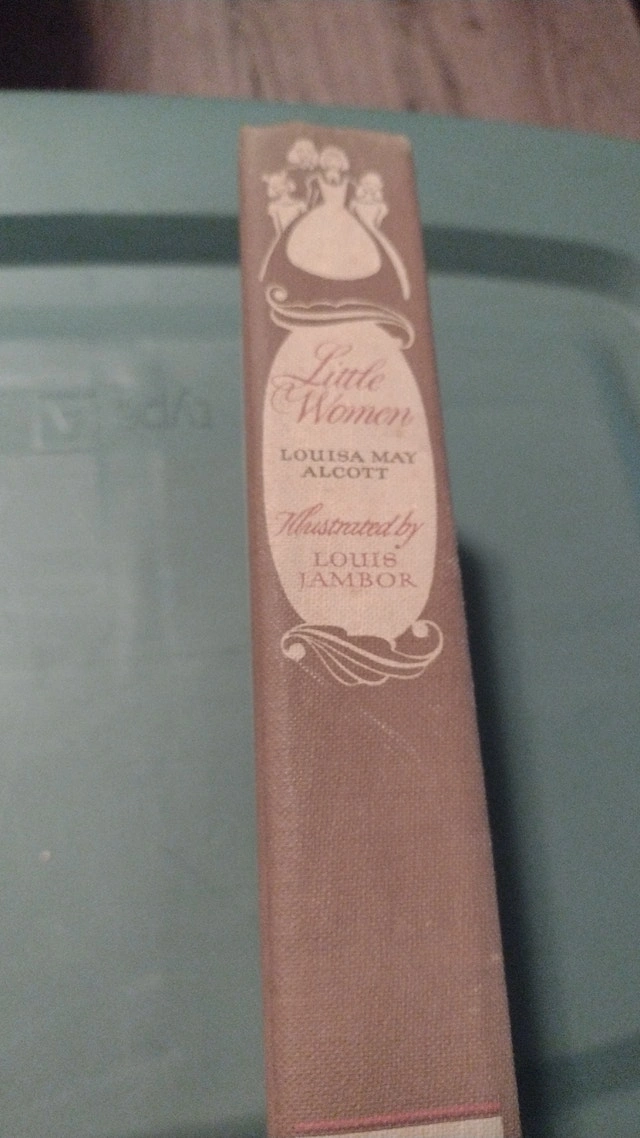 Little
Women
LOUISA MAY
ALCOTT
Illustrated by
LOUIS
JAMBOR